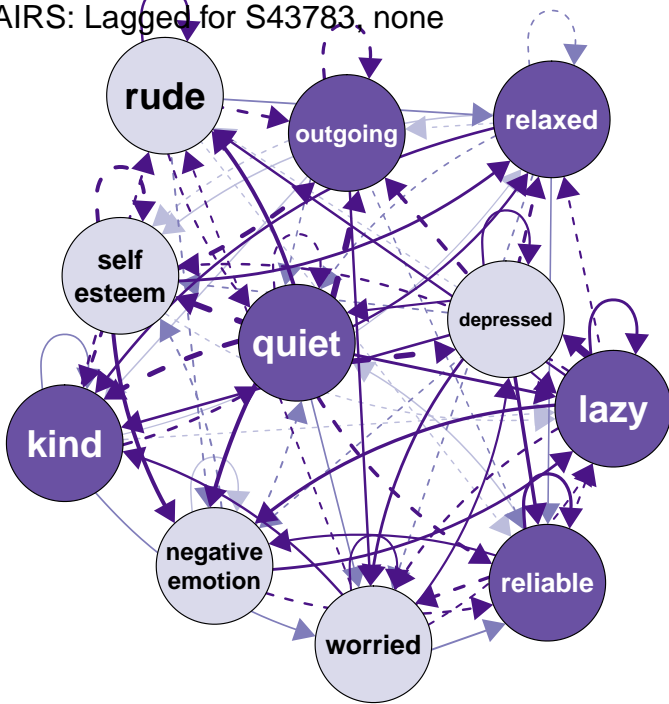 AIRS: Lagged for S43783, none
rude
outgoing
relaxed
self
esteem
depressed
quiet
lazy
kind
negative
emotion
reliable
worried